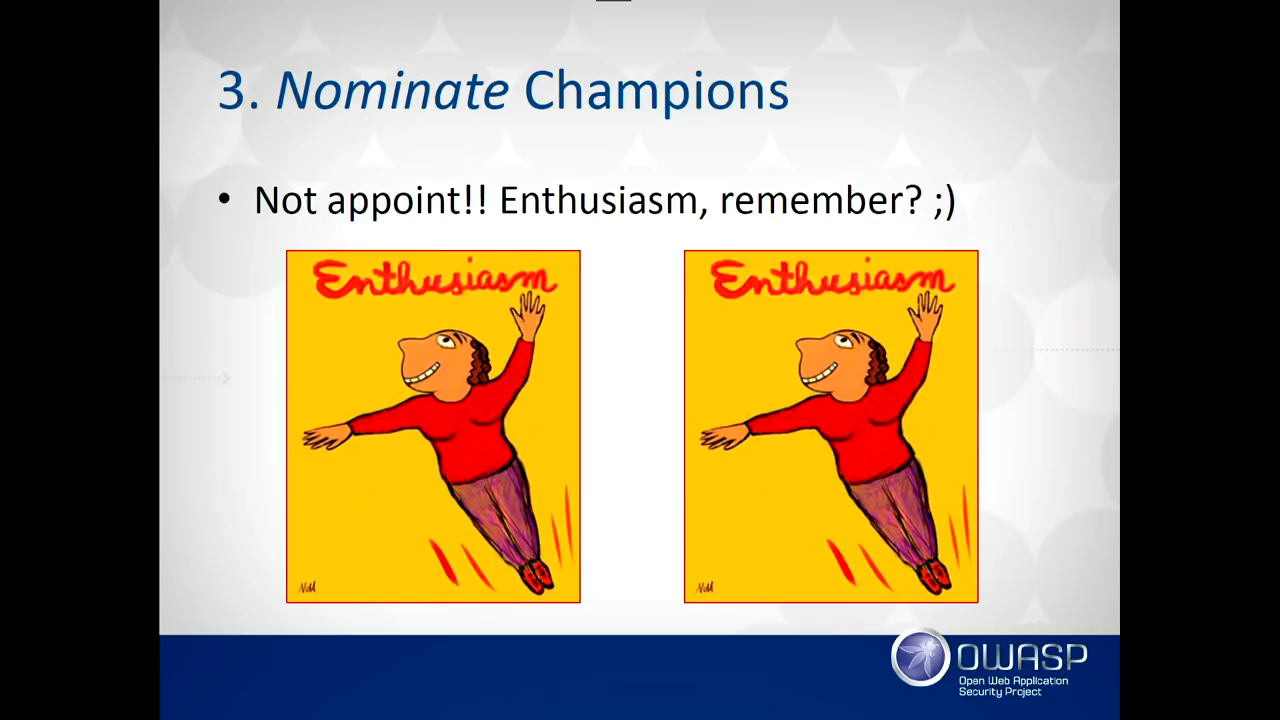 3. Nominate Champions
• Not appoint!! Enthusiasm, remember? ;)
Enthusiasm
Enthusiasm
OWASP
Open Web Application
Security Project